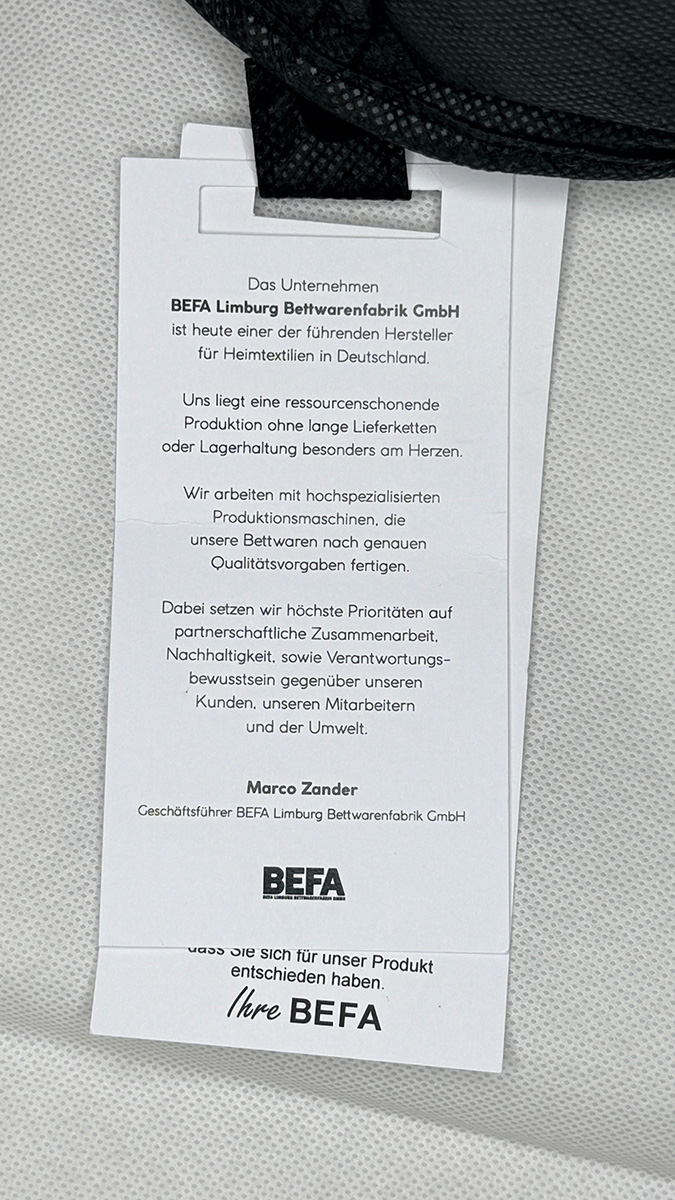 Das Unternehmen
BEFA Limburg Bettwarenfabrik GmbH
ist heute einer der führenden Hersteller
für Heimtextilien in Deutschland.
Uns liegt eine ressourcenschonende
Produktion ohne lange Lieferketten
oder Lagerhaltung besonders am Herzen.
Wir arbeiten mit hochspezialisierten
Produktionsmaschinen, die
unsere Bettwaren nach genauen
Qualitätsvorgaben fertigen.
Dabei setzen wir höchste Prioritäten auf
partnerschaftliche Zusammenarbeit,
Nachhaltigkeit, sowie Verantwortungs-
bewusstsein gegenüber unseren
Kunden, unseren Mitarbeitern
und der Umwelt.
Marco Zander
Geschäftsführer BEFA Limburg Bettwarenfabrik GmbH
BEFA
BEFA LIMBURG BETTWARENFABRIK GMBH
dass Sie sich für unser Produkt
entschieden haben.
Ihre BEFA